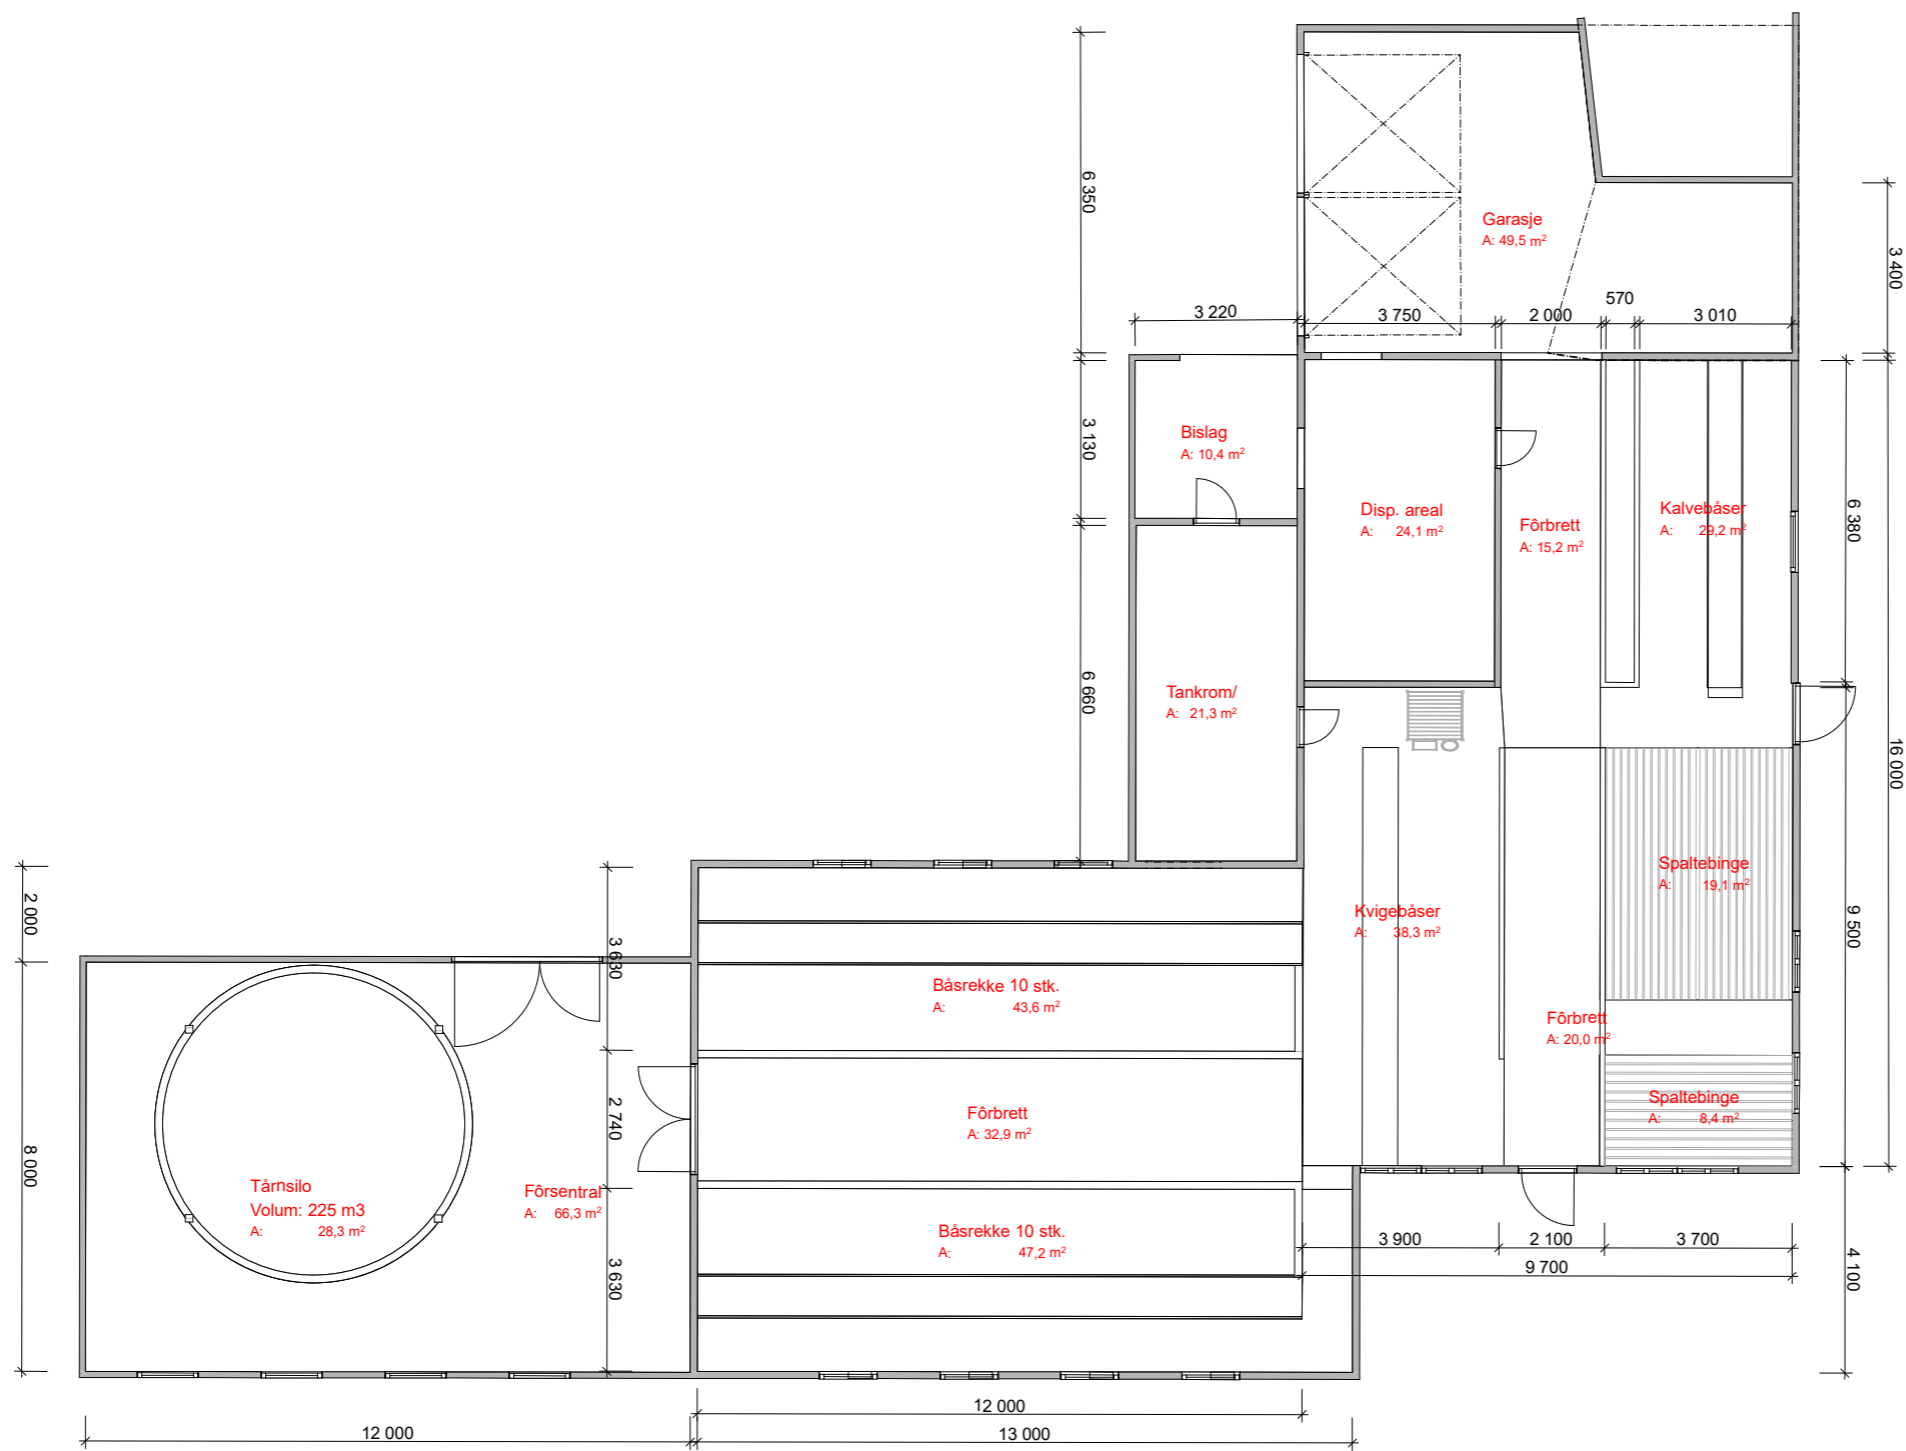 6 350
Garasje
A: 49,5 m²
3 400
570
3 220
3 750
2 000
3 010
3 130
Bislag
A: 10,4 m²
Disp. areal
A: 24,1 m²
Fôrbrett
A: 15,2 m²
Kalvebåser
A: 29,2 m²
6 380
6 660
Tankrom/
A: 21,3 m²
16 000
Spaltebinge
A: 19,1 m²
Kvigebåser
A: 38,3 m²
9 500
2 000
3 630
Båsrekke 10 stk.
A: 43,6 m²
Fôrbrett
A: 20,0 m²
Spaltebinge
A: 8,4 m²
2 740
Fôrbrett
A: 32,9 m²
8 000
Tårnsilo
Volum: 225 m3
A: 28,3 m²
Fôrsentral
A: 66,3 m²
Båsrekke 10 stk.
A: 47,2 m²
3 630
3 900
2 100
3 700
9 700
4 100
12 000
12 000
13 000